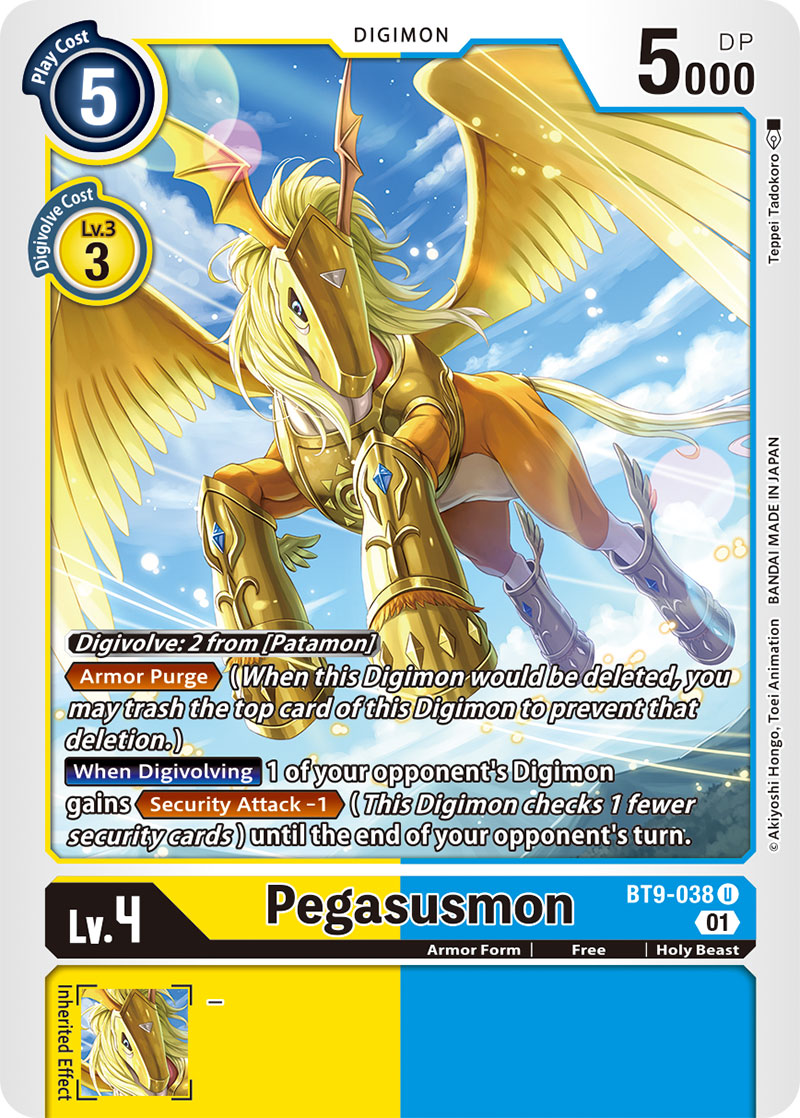 DIGIMON
Play Cost
5
5000
DP
Digivolve Cost
Lv.3
3
Teppei Tadokoro
Digivolve: 2 from [Patamon]
Armor Purge (When this Digimon would be deleted, you
may trash the top card of this Digimon to prevent that
deletion.)
When Digivolving 1 of your opponent's Digimon
gains Security Attack -1 (This Digimon checks 1 fewer
security cards) until the end of your opponent's turn.
© Akiyoshi Hongo, Toei Animation BANDAI MADE IN JAPAN
Lv.4
Pegasusmon
BT9-038 U
01
Armor Form | Free | Holy Beast
Inherited Effect
–